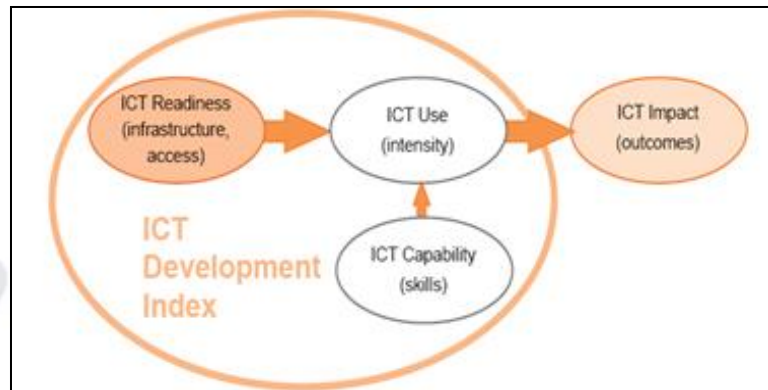 ICT Readiness
(infrastructure,
access)
ICT Use
(intensity)
ICT Impact
(outcomes)
ICT Capability
(skills)
ICT
Development
Index